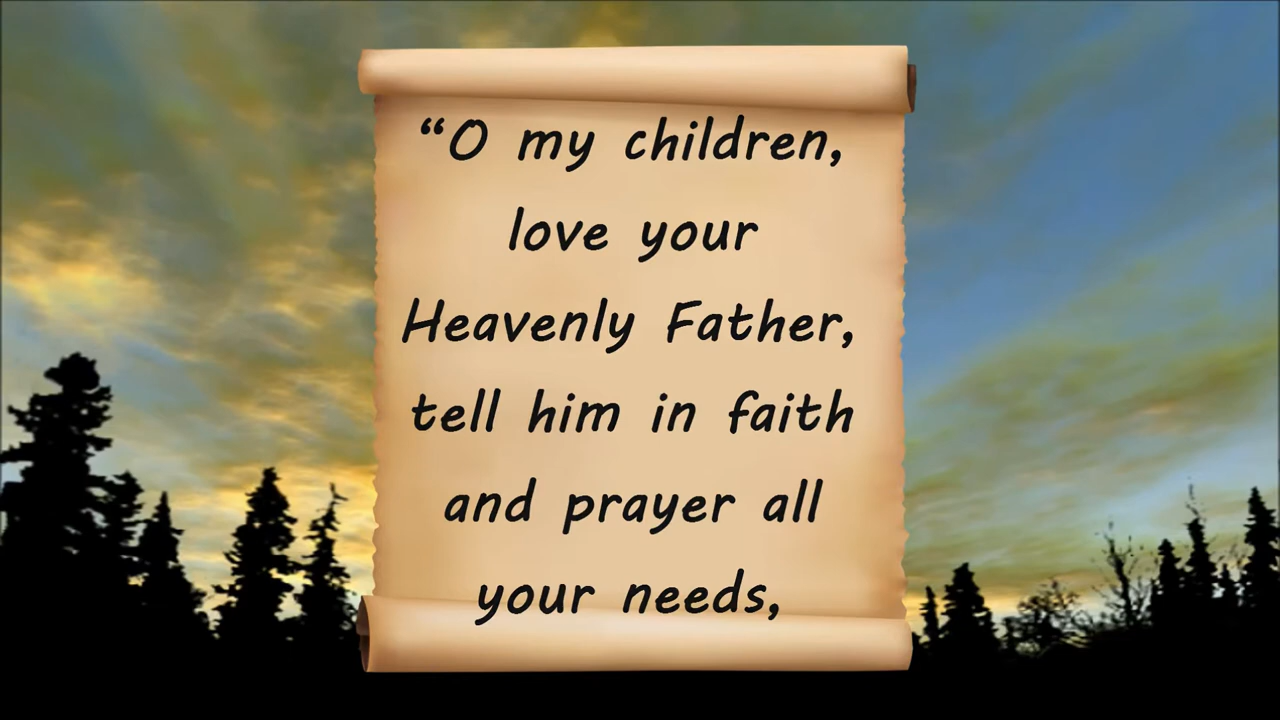 “O my children,
love your
Heavenly Father,
tell him in faith
and prayer all
your needs,